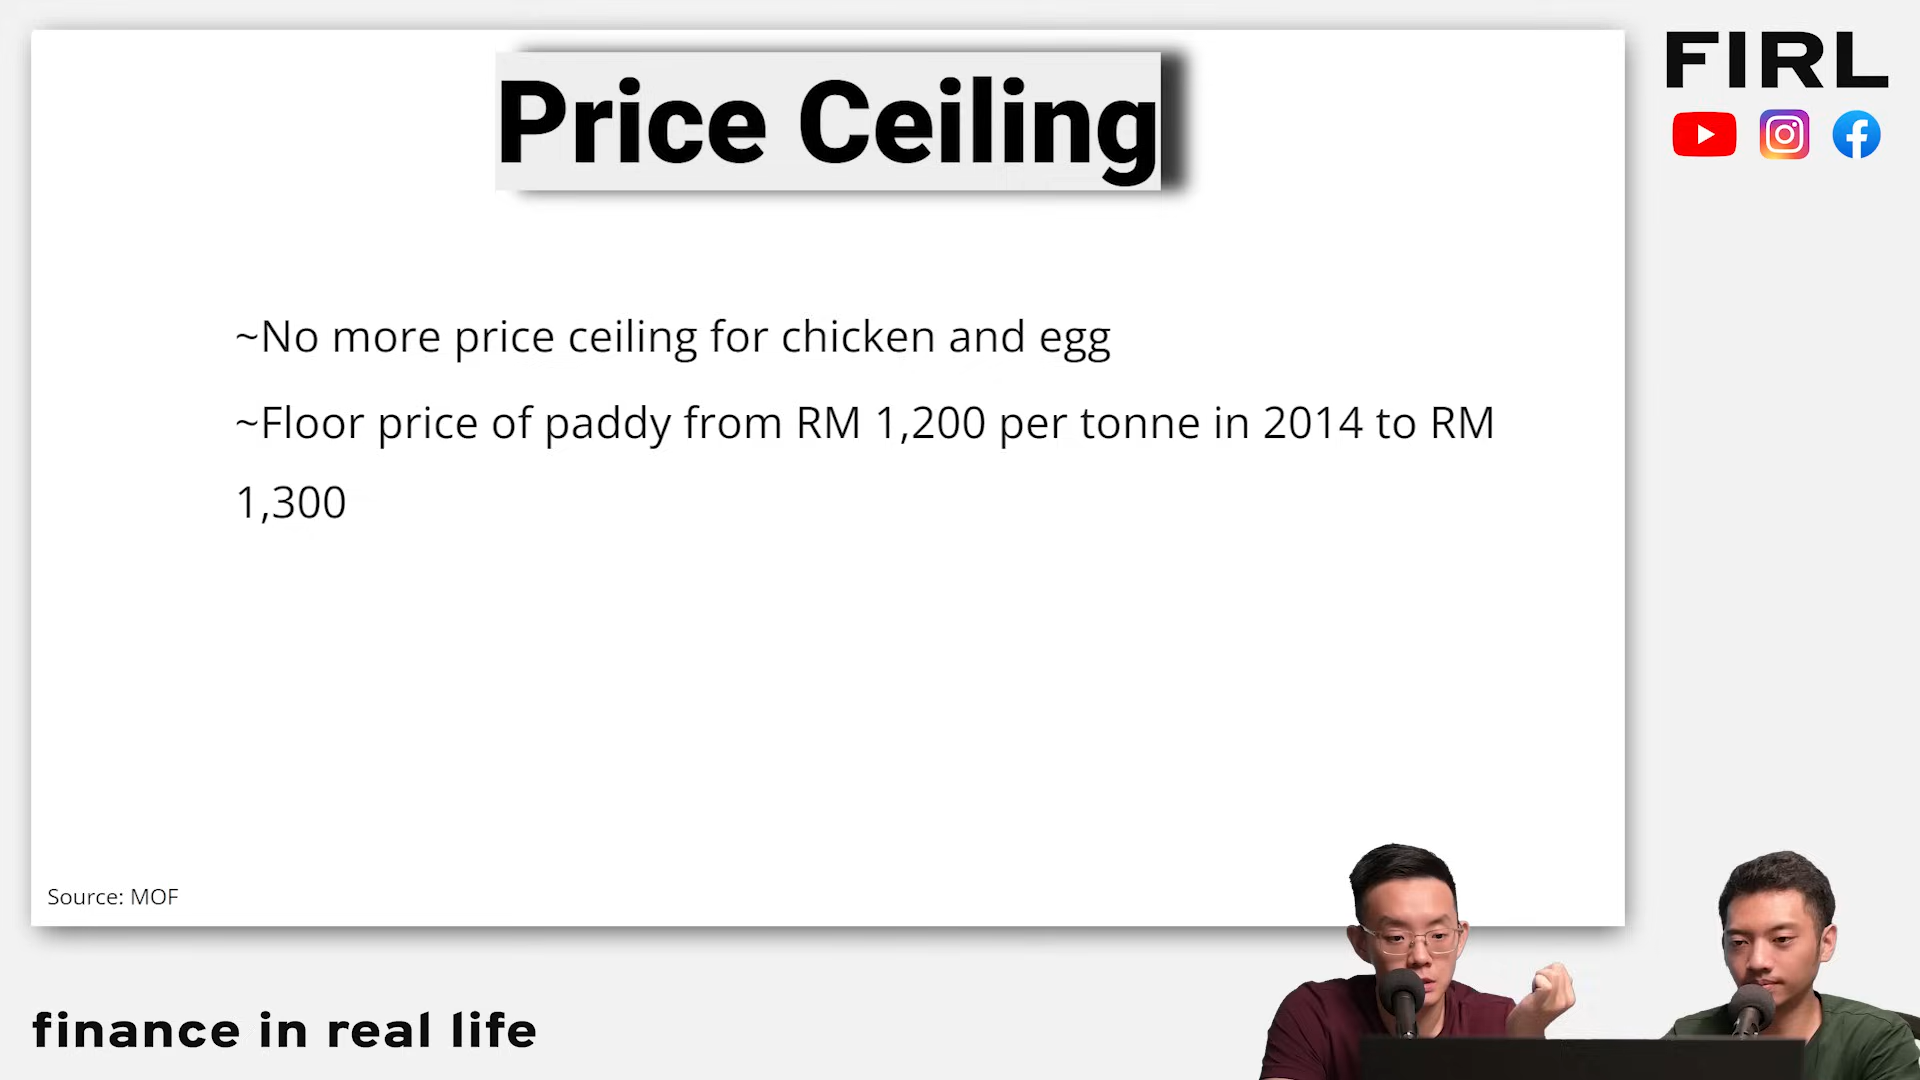 FIRL
Price Ceiling
~No more price ceiling for chicken and egg
~Floor price of paddy from RM 1,200 per tonne in 2014 to RM
1,300
Source: MOF
finance in real life